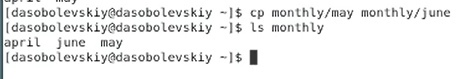 [dasobolevskiy@dasobolevskiy ~]$ cp monthly/may monthly/june
[dasobolevskiy@dasobolevskiy ~]$ ls monthly
april  june  may
[dasobolevskiy@dasobolevskiy ~]$